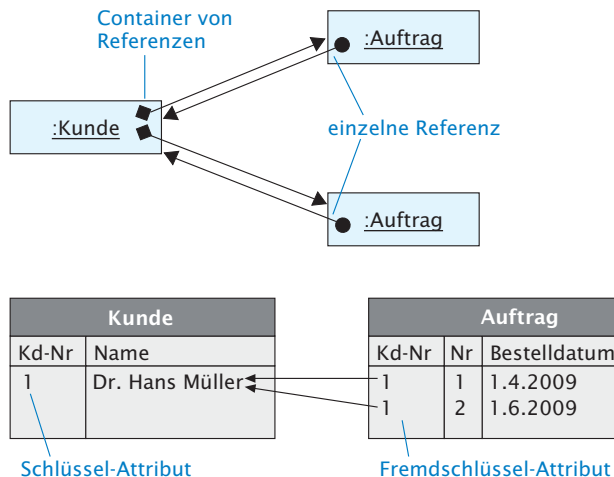 Container von
Referenzen
:Auftrag
:Kunde
einzelne Referenz
:Auftrag
Kunde
Kd-Nr Name
1 Dr. Hans Müller
Auftrag
Kd-Nr Nr Bestelldatum
1 1 1.4.2009
1 2 1.6.2009
Schlüssel-Attribut
Fremdschlüssel-Attribut